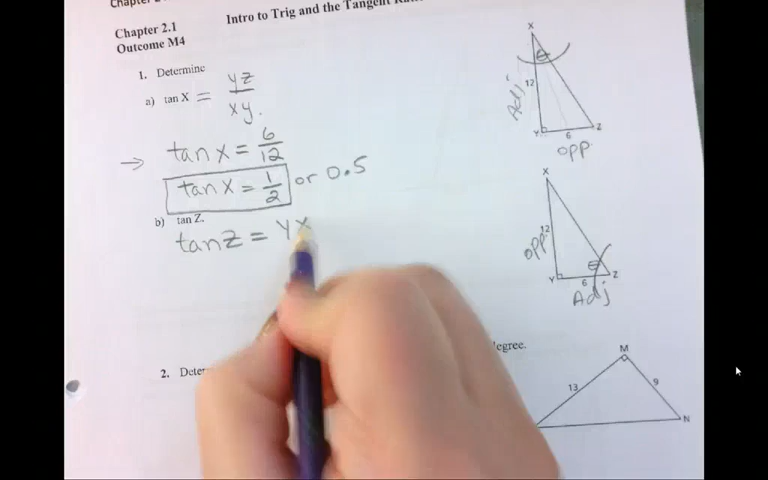 Chapter 2.1
Intro to Trig and the Tangent
Outcome M4
1. Determine
a) tan X = yz
xy.
→ tan X = 6
12
tan X = 1 or 0.5
2
b) tan Z.
tan Z = YX
2.
egree.
X
θ
12
Adj
Y
6
Z
opp.
X
12
opp
θ
Y
6
Z
Adj
M
13
9
N